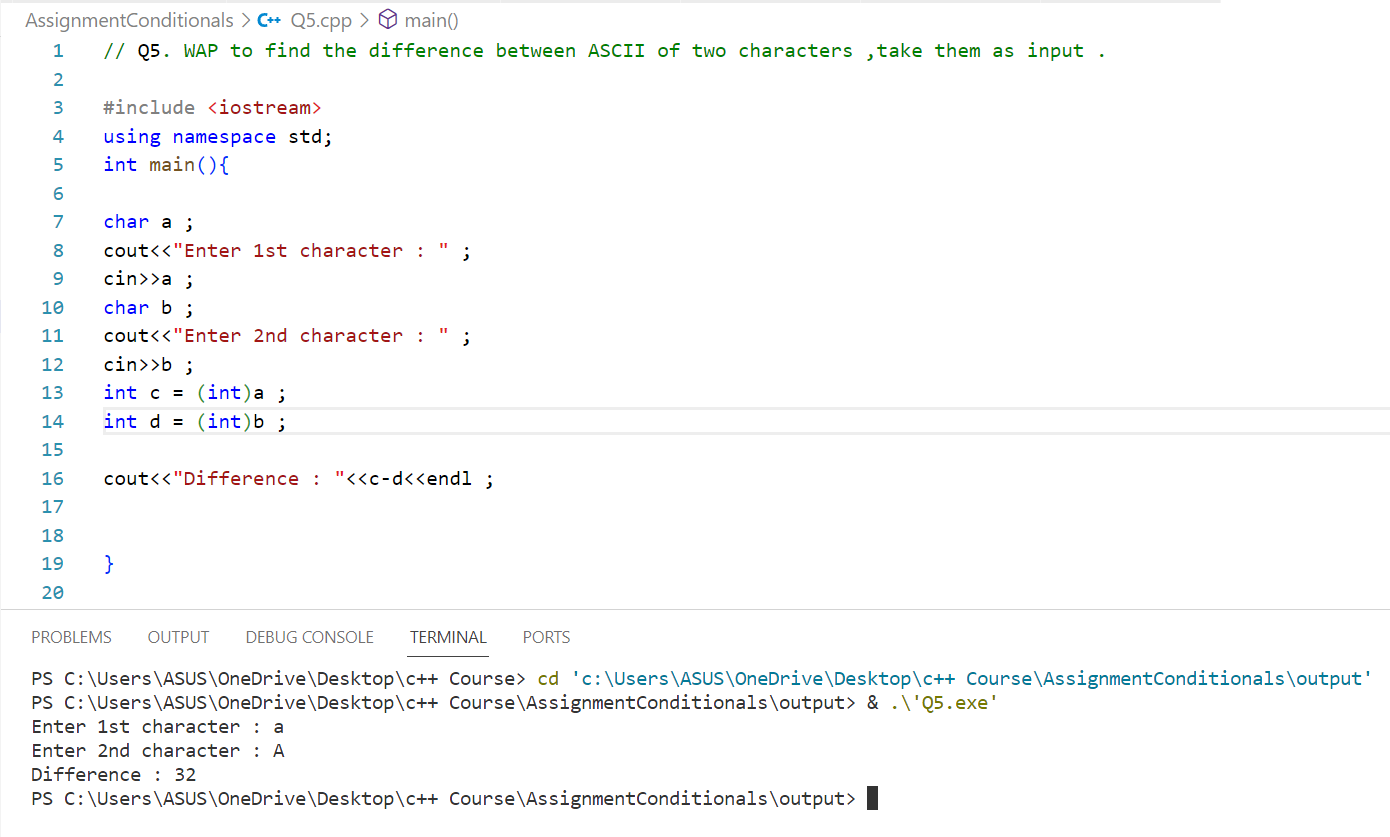 AssignmentConditionals > C++ Q5.cpp > main()
1 // Q5. WAP to find the difference between ASCII of two characters ,take them as input .
2
3 #include <iostream>
4 using namespace std;
5 int main(){
6
7 char a ;
8 cout<<"Enter 1st character : " ;
9 cin>>a ;
10 char b ;
11 cout<<"Enter 2nd character : " ;
12 cin>>b ;
13 int c = (int)a ;
14 int d = (int)b ;
15
16 cout<<"Difference : "<<c-d<<endl ;
17
18
19 }
20
PROBLEMS OUTPUT DEBUG CONSOLE TERMINAL PORTS
PS C:\Users\ASUS\OneDrive\Desktop\c++ Course> cd 'c:\Users\ASUS\OneDrive\Desktop\c++ Course\AssignmentConditionals\output'
PS C:\Users\ASUS\OneDrive\Desktop\c++ Course\AssignmentConditionals\output> & .\'Q5.exe'
Enter 1st character : a
Enter 2nd character : A
Difference : 32
PS C:\Users\ASUS\OneDrive\Desktop\c++ Course\AssignmentConditionals\output>